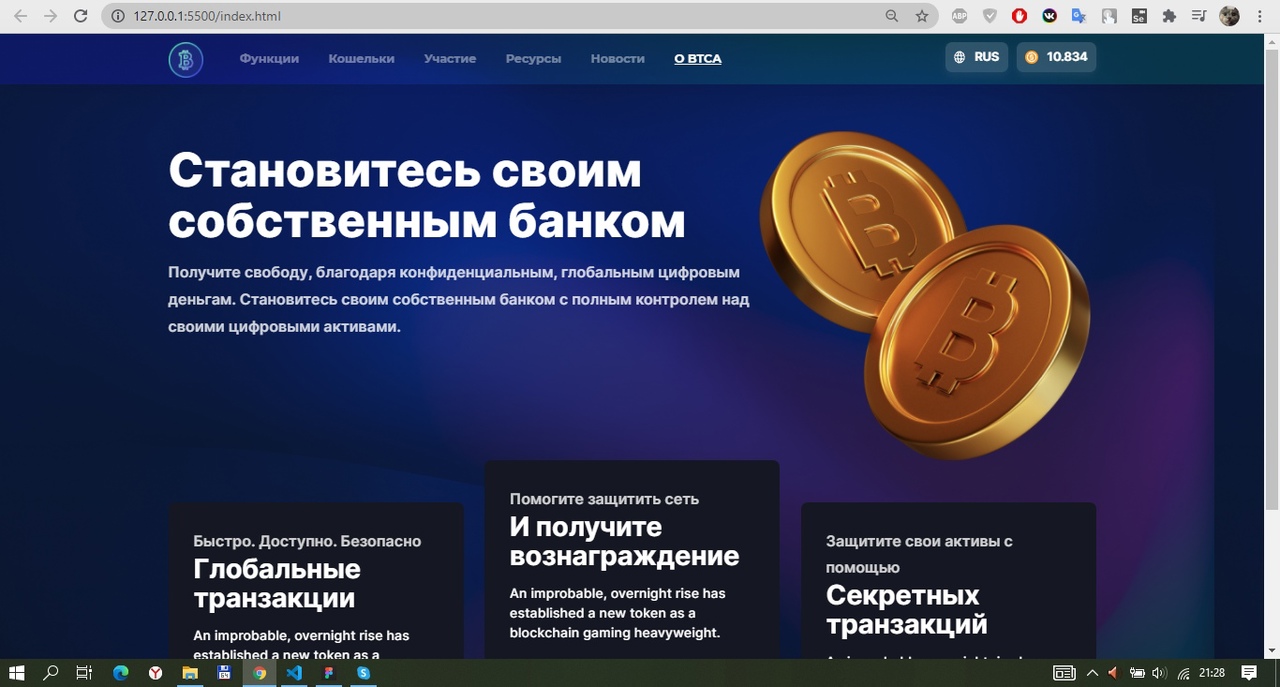 127.0.0.1:5500/index.html
ABP
Se
Функции Кошельки Участие Ресурсы Новости О BTCA
RUS 10.834
Становитесь своим
собственным банком
Получите свободу, благодаря конфиденциальным, глобальным цифровым
деньгам. Становитесь своим собственным банком с полным контролем над
своими цифровыми активами.
Быстро. Доступно. Безопасно
Глобальные
транзакции
An improbable, overnight rise has
established a new token as a
Помогите защитить сеть
И получите
вознаграждение
An improbable, overnight rise has
established a new token as a
blockchain gaming heavyweight.
Защитите свои активы с
помощью
Секретных
транзакций
21:28